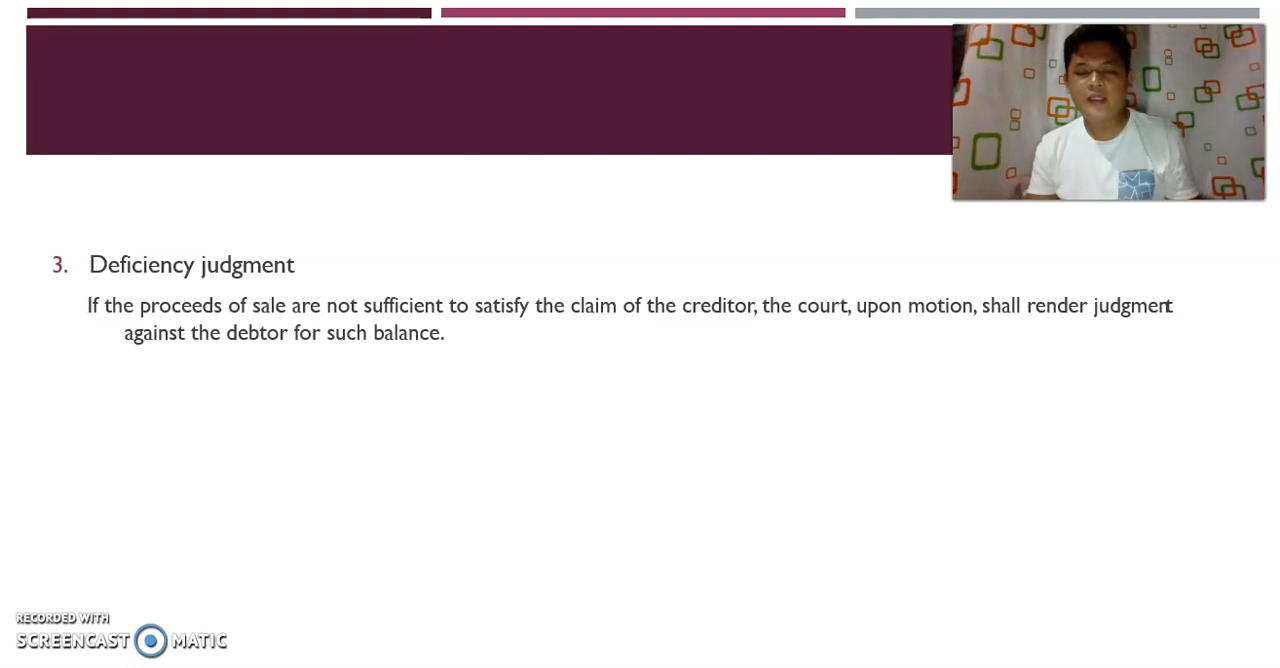 3. Deficiency judgment
If the proceeds of sale are not sufficient to satisfy the claim of the creditor, the court, upon motion, shall render judgment
against the debtor for such balance.
RECORDED WITH
SCREENCAST MATIC